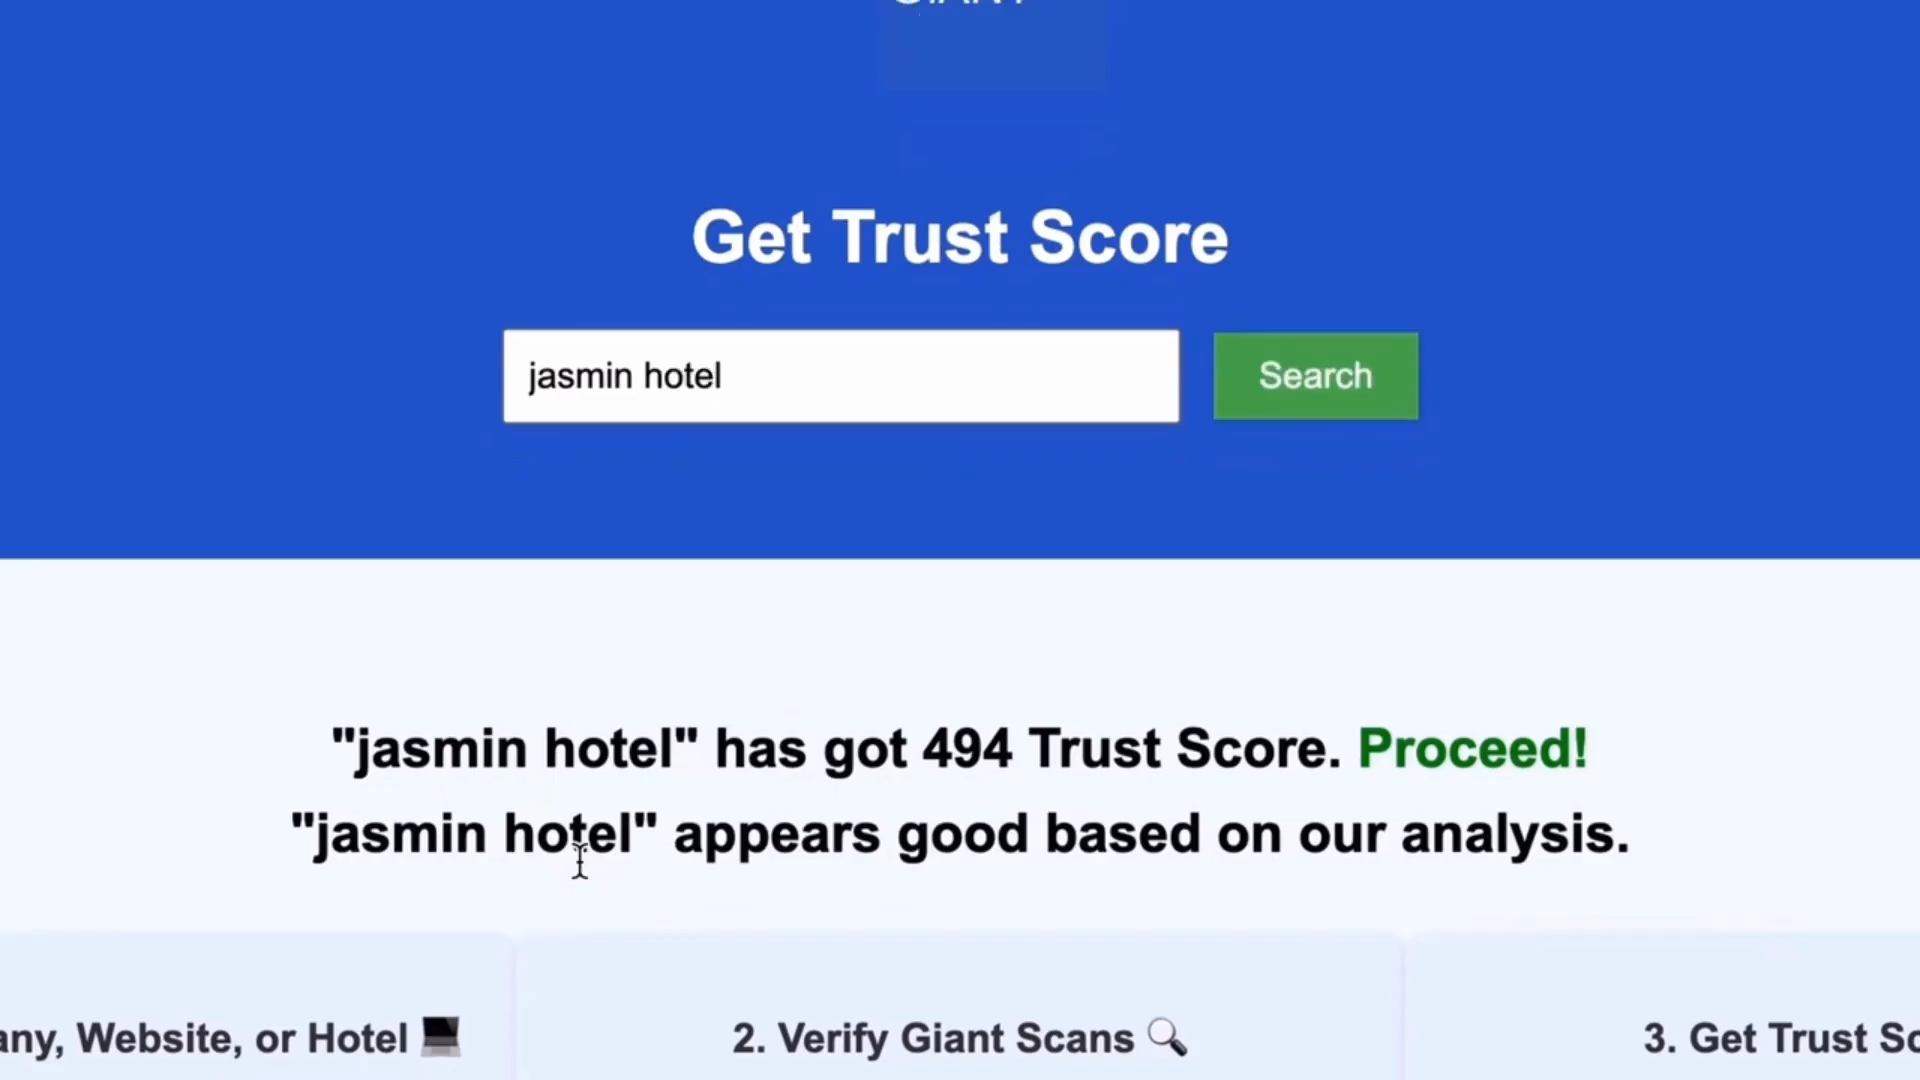 GIANT
Get Trust Score
jasmin hotel
Search
"jasmin hotel" has got 494 Trust Score. Proceed!
"jasmin hotel" appears good based on our analysis.
any, Website, or Hotel
2. Verify Giant Scans
3. Get Trust Sc